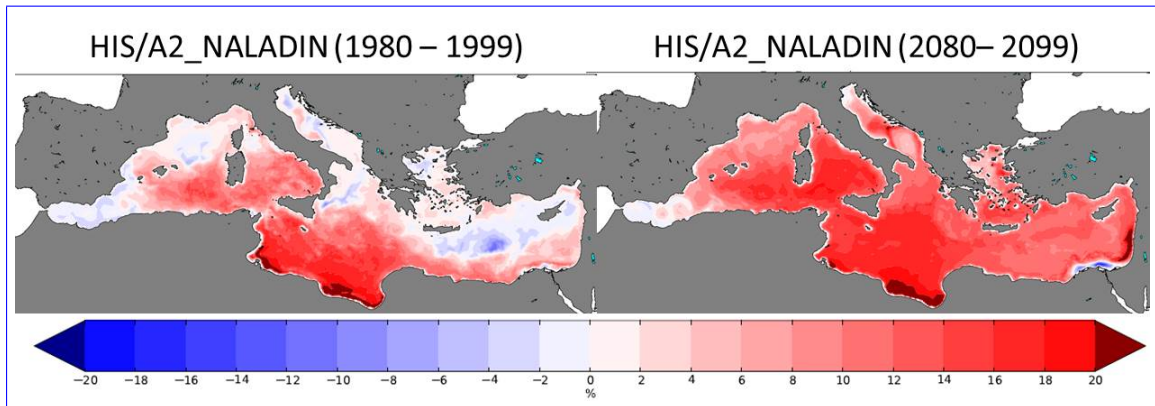 HIS/A2_NALADIN (1980 – 1999)
HIS/A2_NALADIN (2080– 2099)
−20 −18 −16 −14 −12 −10 −8 −6 −4 −2 0 2 4 6 8 10 12 14 16 18 20
%